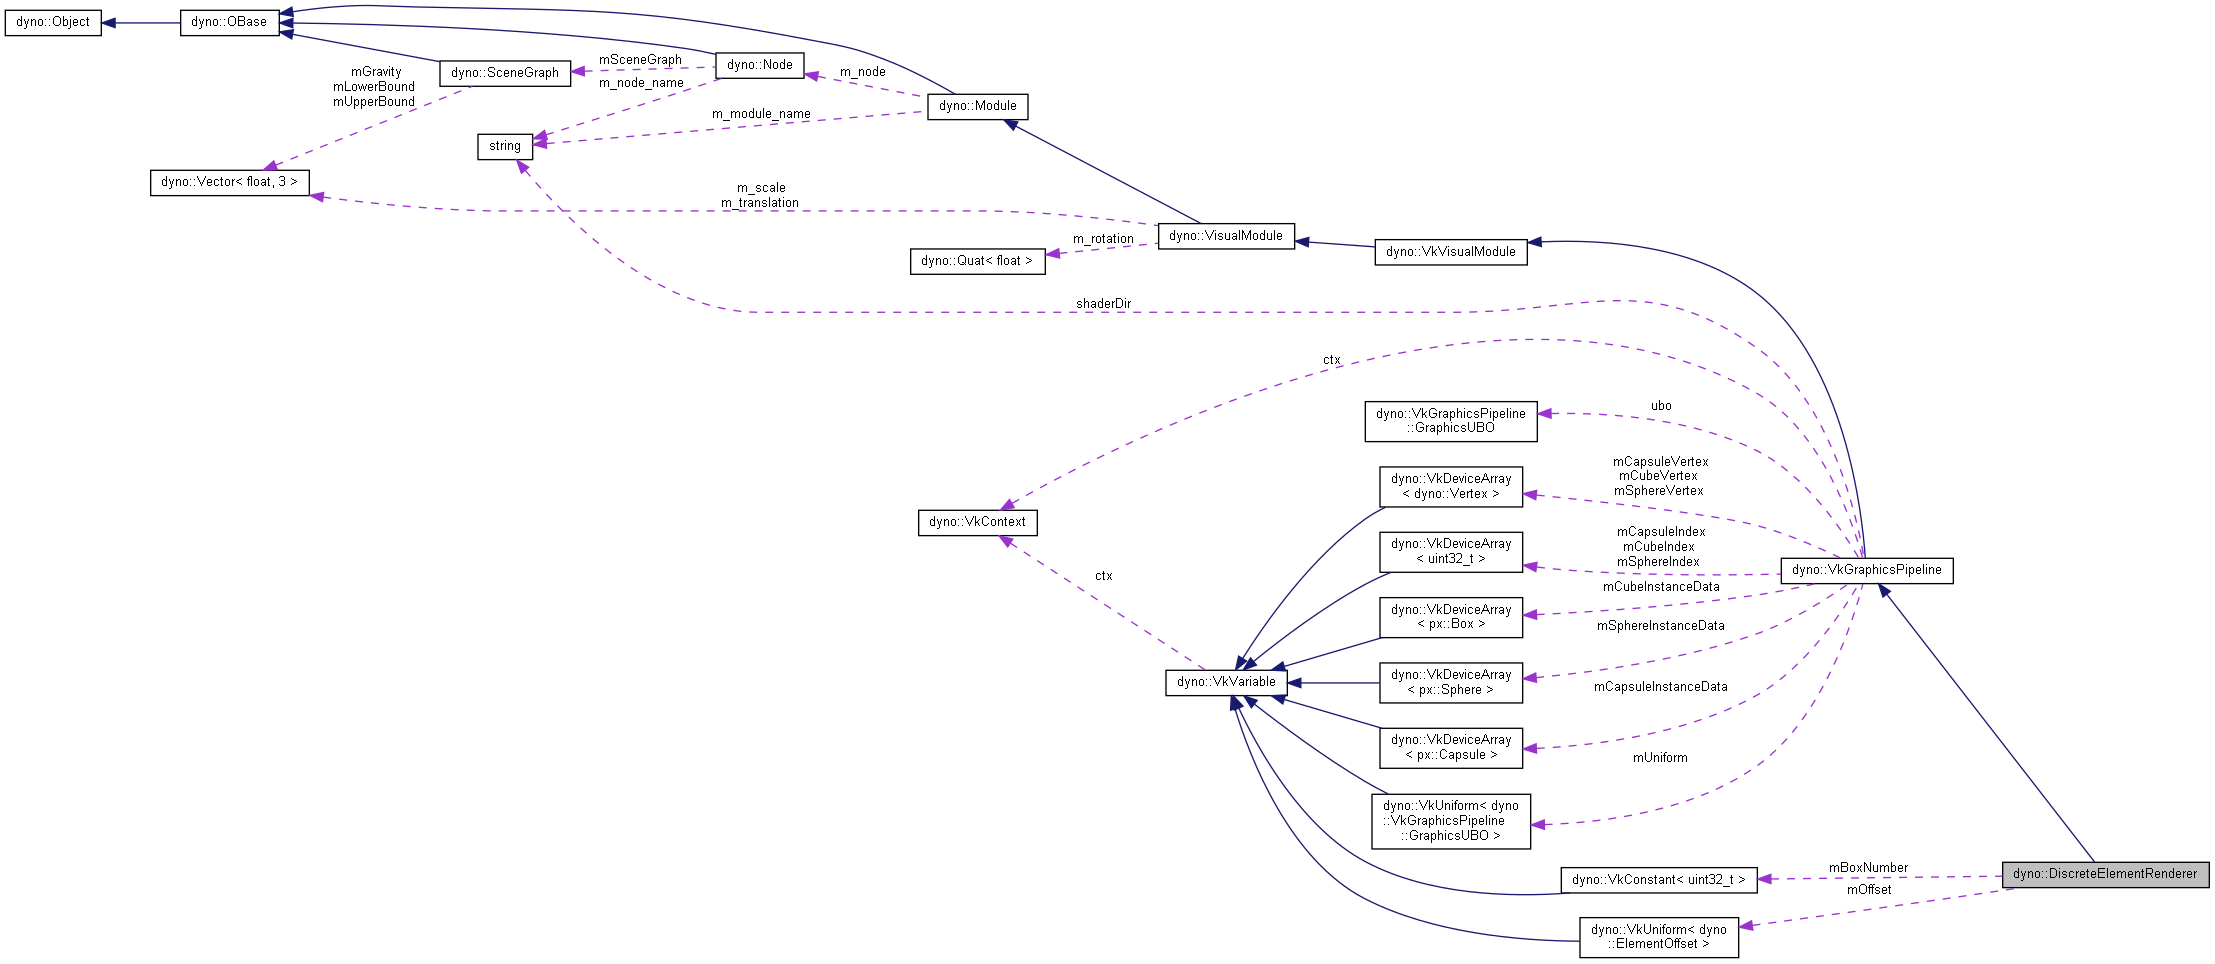 dyno::Object
dyno::OBase
dyno::SceneGraph
mSceneGraph
dyno::Node
m_node_name
m_node
mGravity
mLowerBound
mUpperBound
dyno::Module
m_module_name
string
dyno::Vector< float, 3 >
m_scale
m_translation
dyno::VisualModule
m_rotation
dyno::Quat< float >
dyno::VkVisualModule
shaderDir
ctx
dyno::VkGraphicsPipeline
::GraphicsUBO
ubo
dyno::VkDeviceArray
< dyno::Vertex >
mCapsuleVertex
mCubeVertex
mSphereVertex
dyno::VkContext
dyno::VkDeviceArray
< uint32_t >
mCapsuleIndex
mCubeIndex
mSphereIndex
dyno::VkGraphicsPipeline
ctx
dyno::VkDeviceArray
< px::Box >
mCubeInstanceData
mSphereInstanceData
dyno::VkVariable
dyno::VkDeviceArray
< px::Sphere >
mCapsuleInstanceData
dyno::VkDeviceArray
< px::Capsule >
mUniform
dyno::VkUniform< dyno
::VkGraphicsPipeline
::GraphicsUBO >
dyno::VkConstant< uint32_t >
mBoxNumber
dyno::DiscreteElementRenderer
mOffset
dyno::VkUniform< dyno
::ElementOffset >